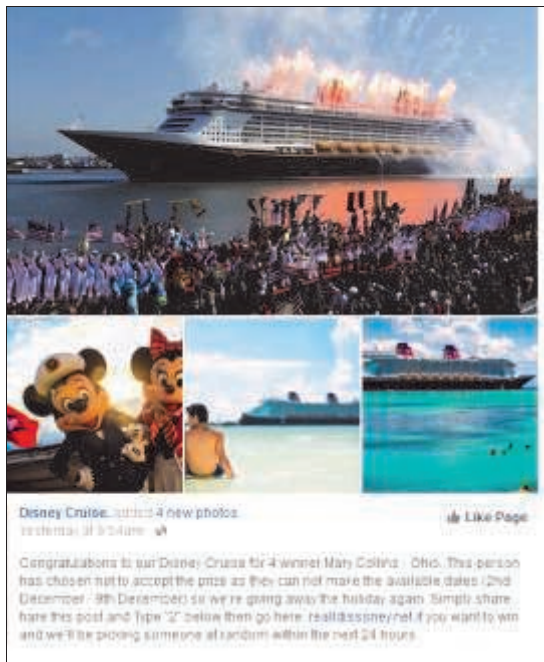 Disney Cruise. added 4 new photos.
Yesterday at
Like Page
Congratulations to our Disney Cruise for 4 winner Mary Collins - Ohio. This person
has chosen not to accept the prize as they can not make the available dates (2nd
December - 9th December) so we're giving away the holiday again. Simply share
hare this post and Type "2" below then go here: if you want to win
and we'll be picking someone at random within the next 24 hours